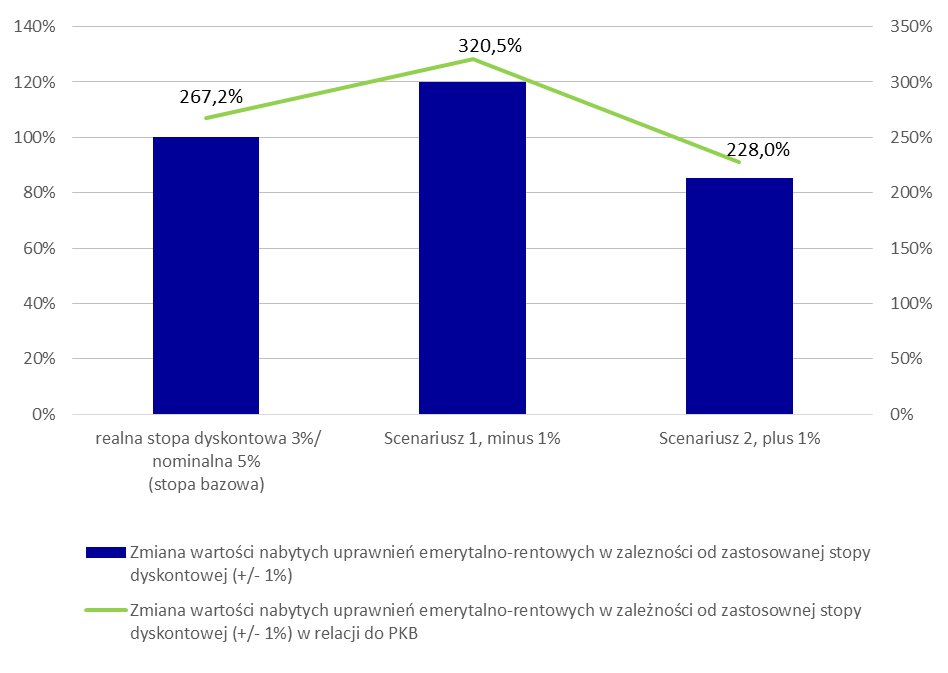 140%
120%
100%
80%
60%
40%
20%
0%
350%
300%
250%
200%
150%
100%
50%
0%
267,2%
320,5%
228,0%
realna stopa dyskontowa 3%/
nominalna 5%
(stopa bazowa)
Scenariusz 1, minus 1%
Scenariusz 2, plus 1%
Zmiana wartości nabytych uprawnień emerytalno-rentowych w zalezności od zastosowanej stopy
dyskontowej (+/- 1%)
Zmiana wartości nabytych uprawnień emerytalno-rentowych w zależności od zastosownej stopy
dyskontowej (+/- 1%) w relacji do PKB